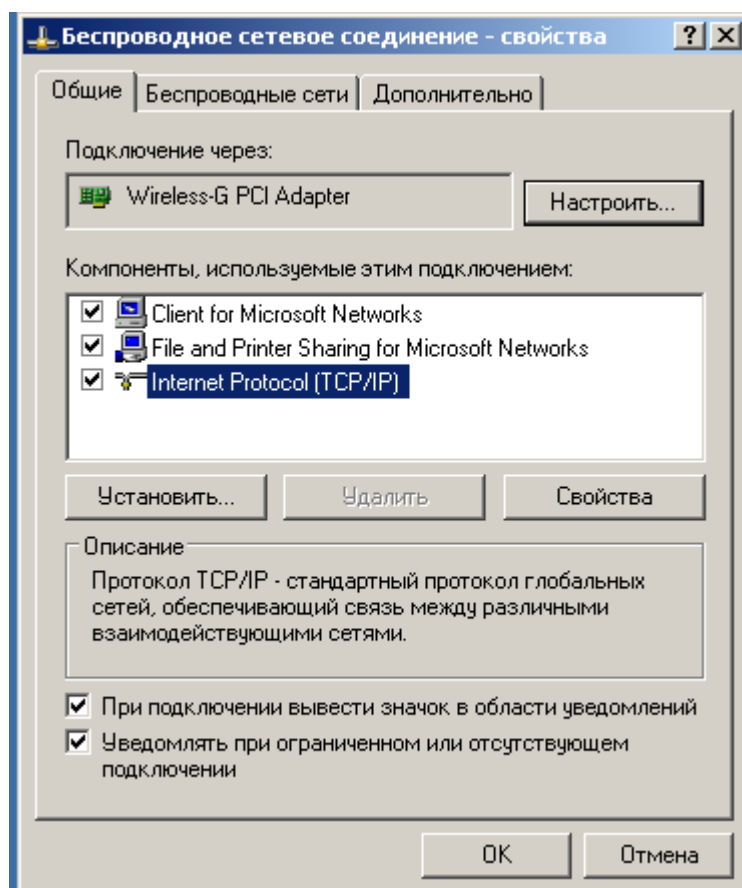 Беспроводное сетевое соединение - свойства
Общие
Беспроводные сети
Дополнительно
Подключение через:
Wireless-G PCI Adapter
Настроить...
Компоненты, используемые этим подключением:
Client for Microsoft Networks
File and Printer Sharing for Microsoft Networks
Internet Protocol (TCP/IP)
Установить...
Удалить
Свойства
Описание
Протокол TCP/IP - стандартный протокол глобальных
сетей, обеспечивающий связь между различными
взаимодействующими сетями.
При подключении вывести значок в области уведомлений
Уведомлять при ограниченном или отсутствующем
подключении
OK
Отмена